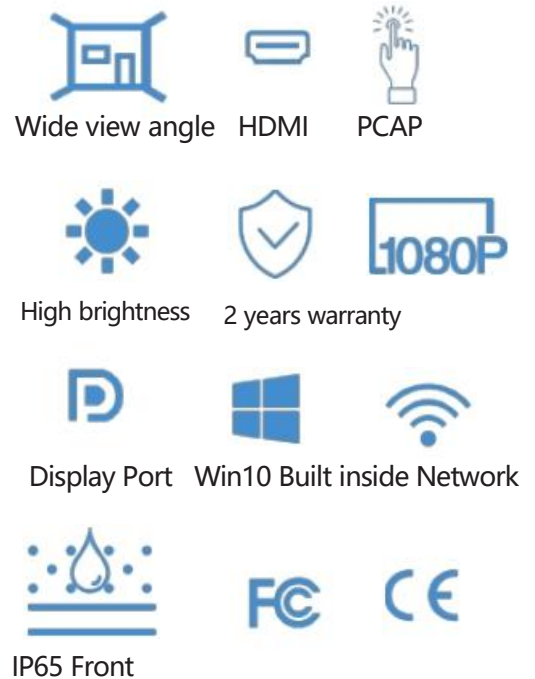 Wide view angle HDMI PCAP
1080P
High brightness 2 years warranty
Display Port Win10 Built inside Network
FC CE
IP65 Front